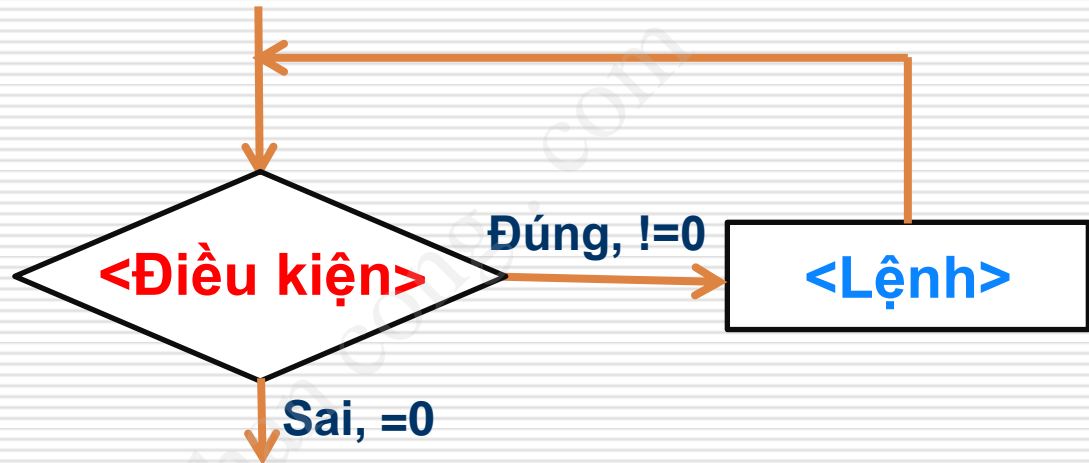 Đúng, !=0
<Điều kiện>
<Lệnh>
Sai, =0